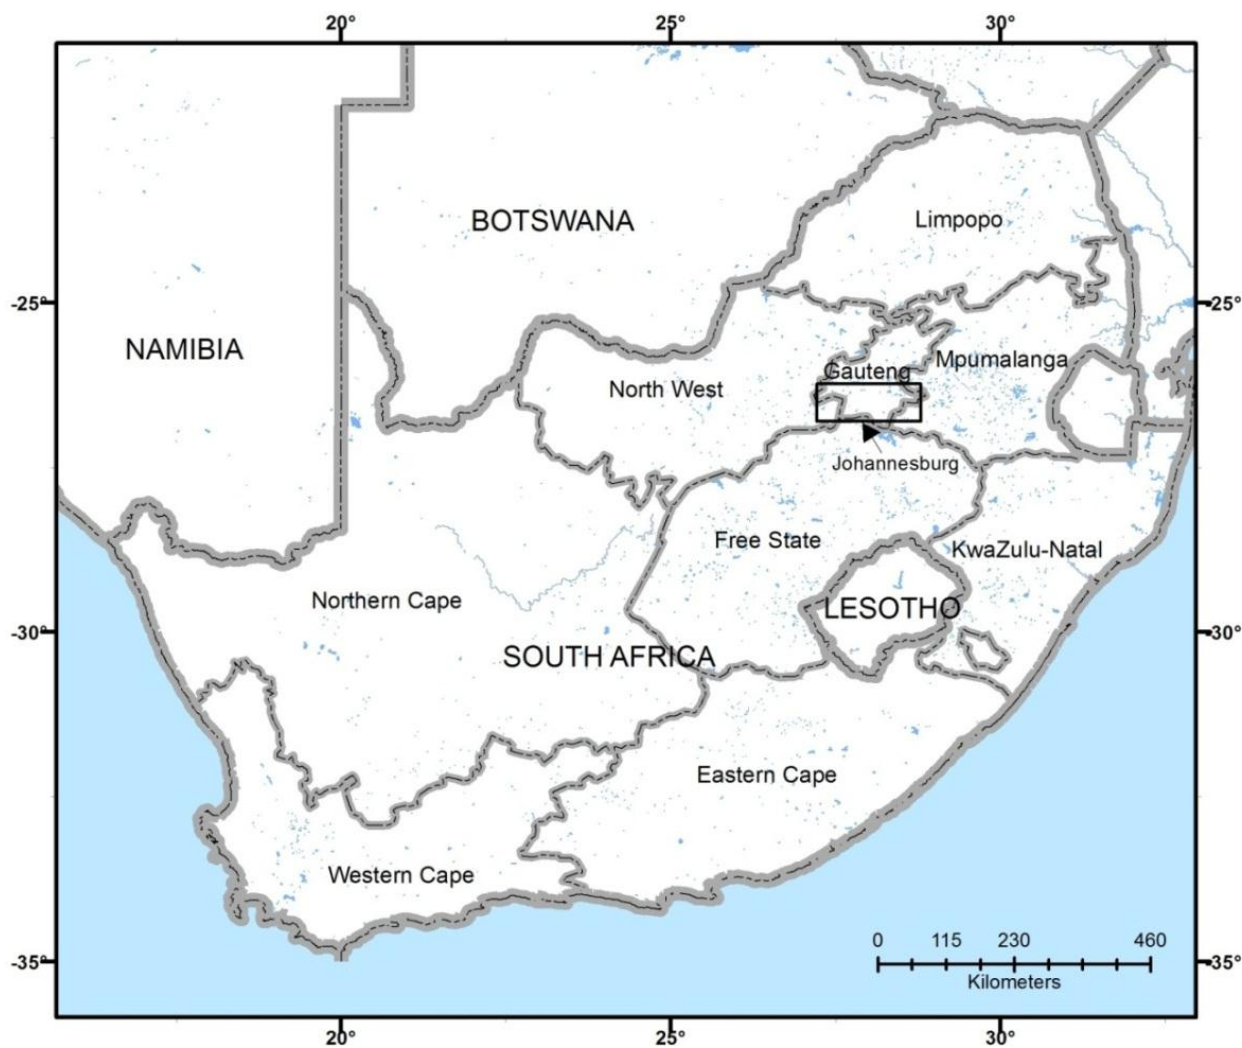 20°
25°
30°
BOTSWANA
Limpopo
-25°
-25°
NAMIBIA
North West
Gauteng
Mpumalanga
Johannesburg
Free State
KwaZulu-Natal
Northern Cape
LESOTHO
-30°
-30°
SOUTH AFRICA
Eastern Cape
Western Cape
0
115
230
460
Kilometers
-35°
-35°
20°
25°
30°